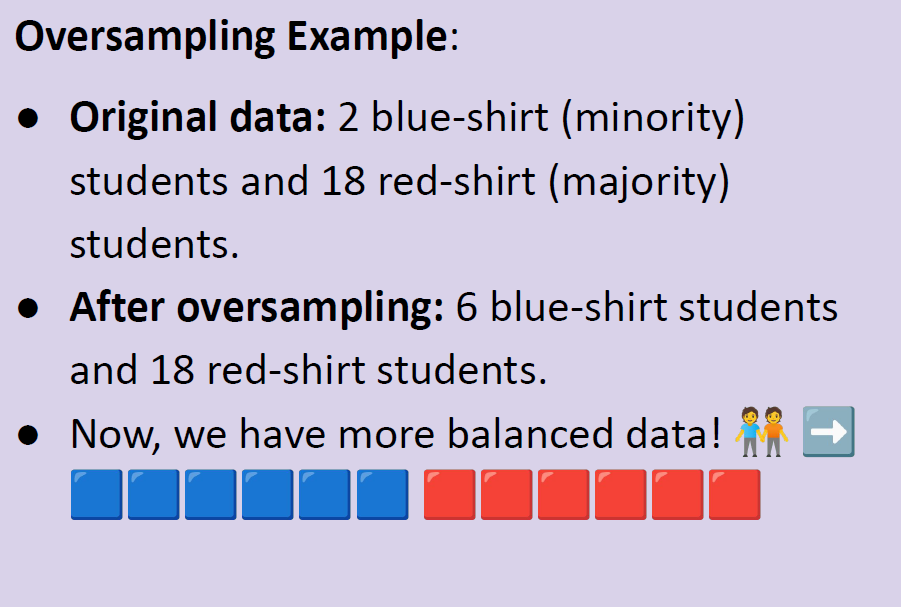 Oversampling Example:
● Original data: 2 blue-shirt (minority)
students and 18 red-shirt (majority)
students.
● After oversampling: 6 blue-shirt students
and 18 red-shirt students.
● Now, we have more balanced data! 🧑‍🤝‍🧑 ➡️
🟦🟦🟦🟦🟦🟦 🟥🟥🟥🟥🟥🟥